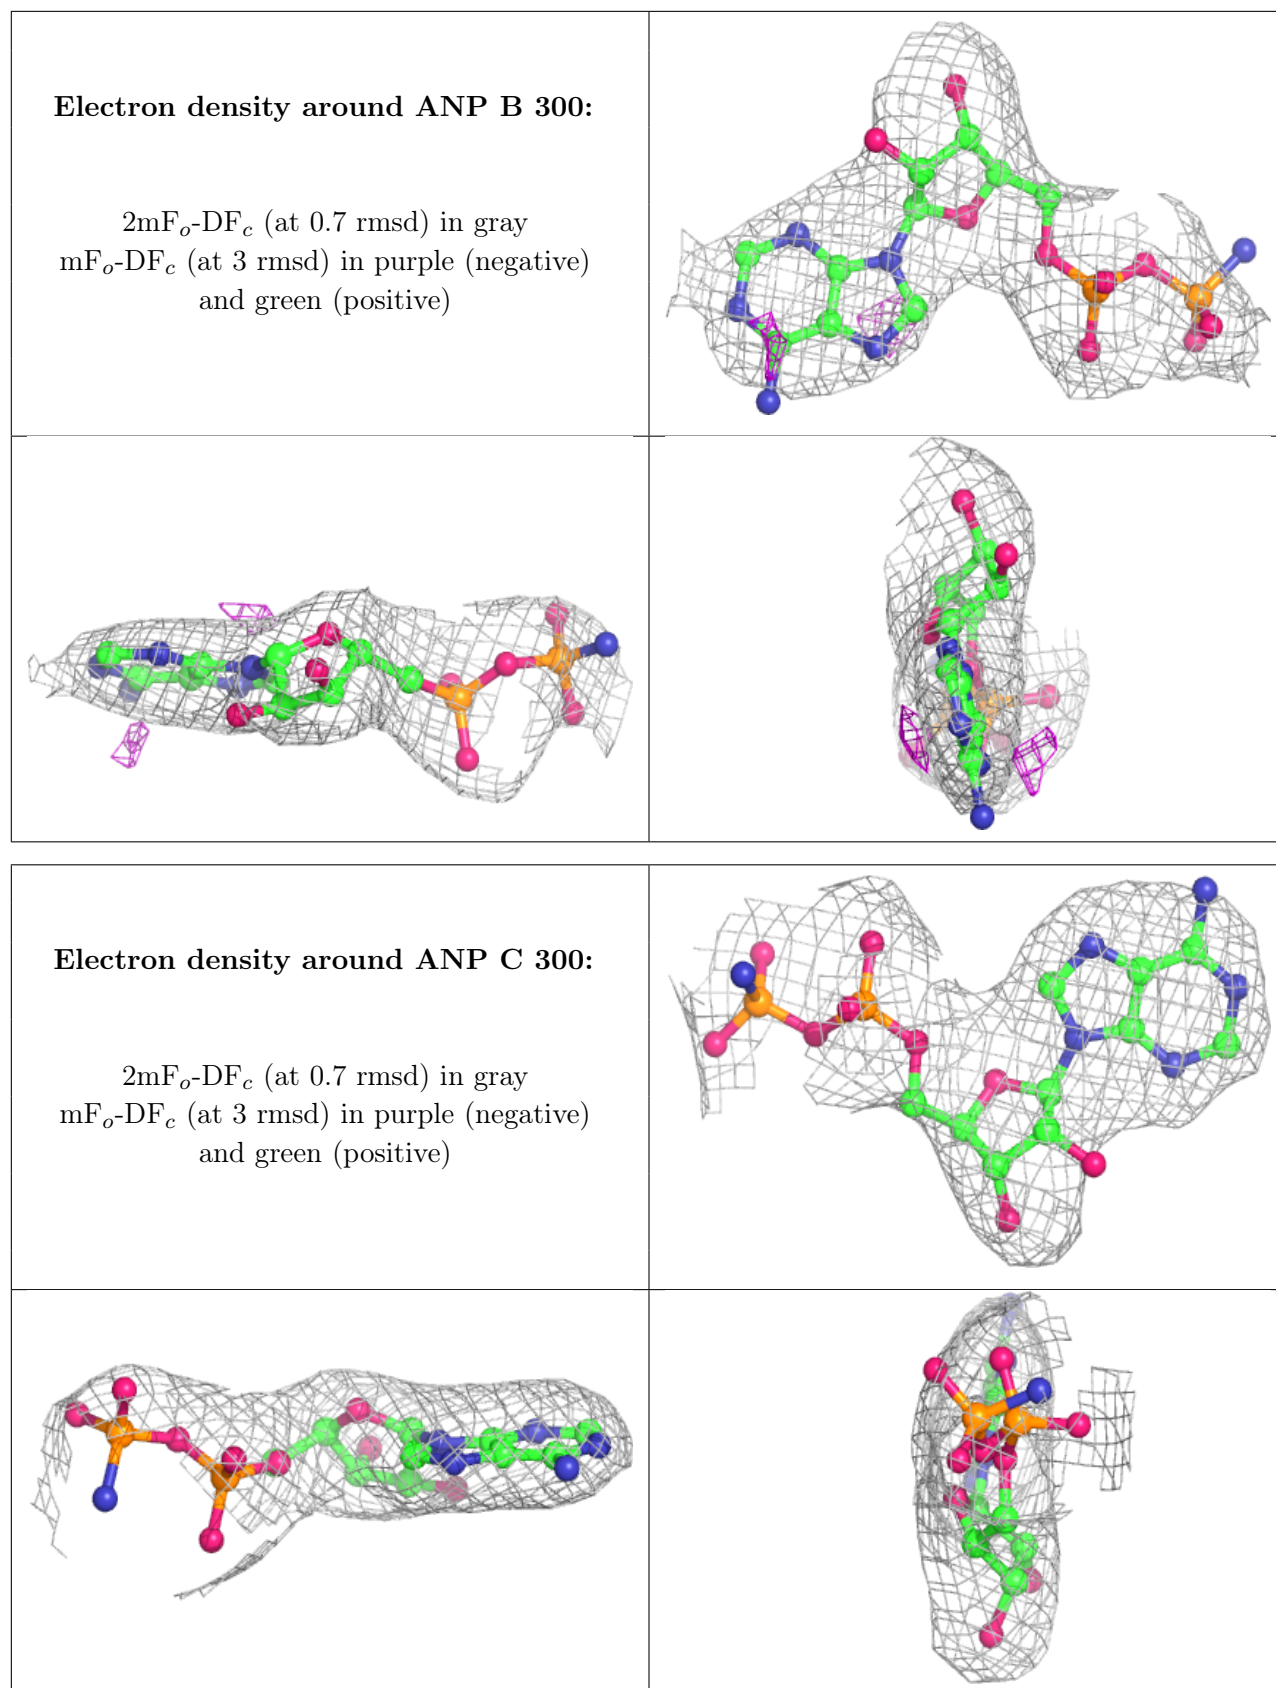 Electron density around ANP B 300:
2mFo-DFc (at 0.7 rmsd) in gray
mFo-DFc (at 3 rmsd) in purple (negative)
and green (positive)
Electron density around ANP C 300:
2mFo-DFc (at 0.7 rmsd) in gray
mFo-DFc (at 3 rmsd) in purple (negative)
and green (positive)